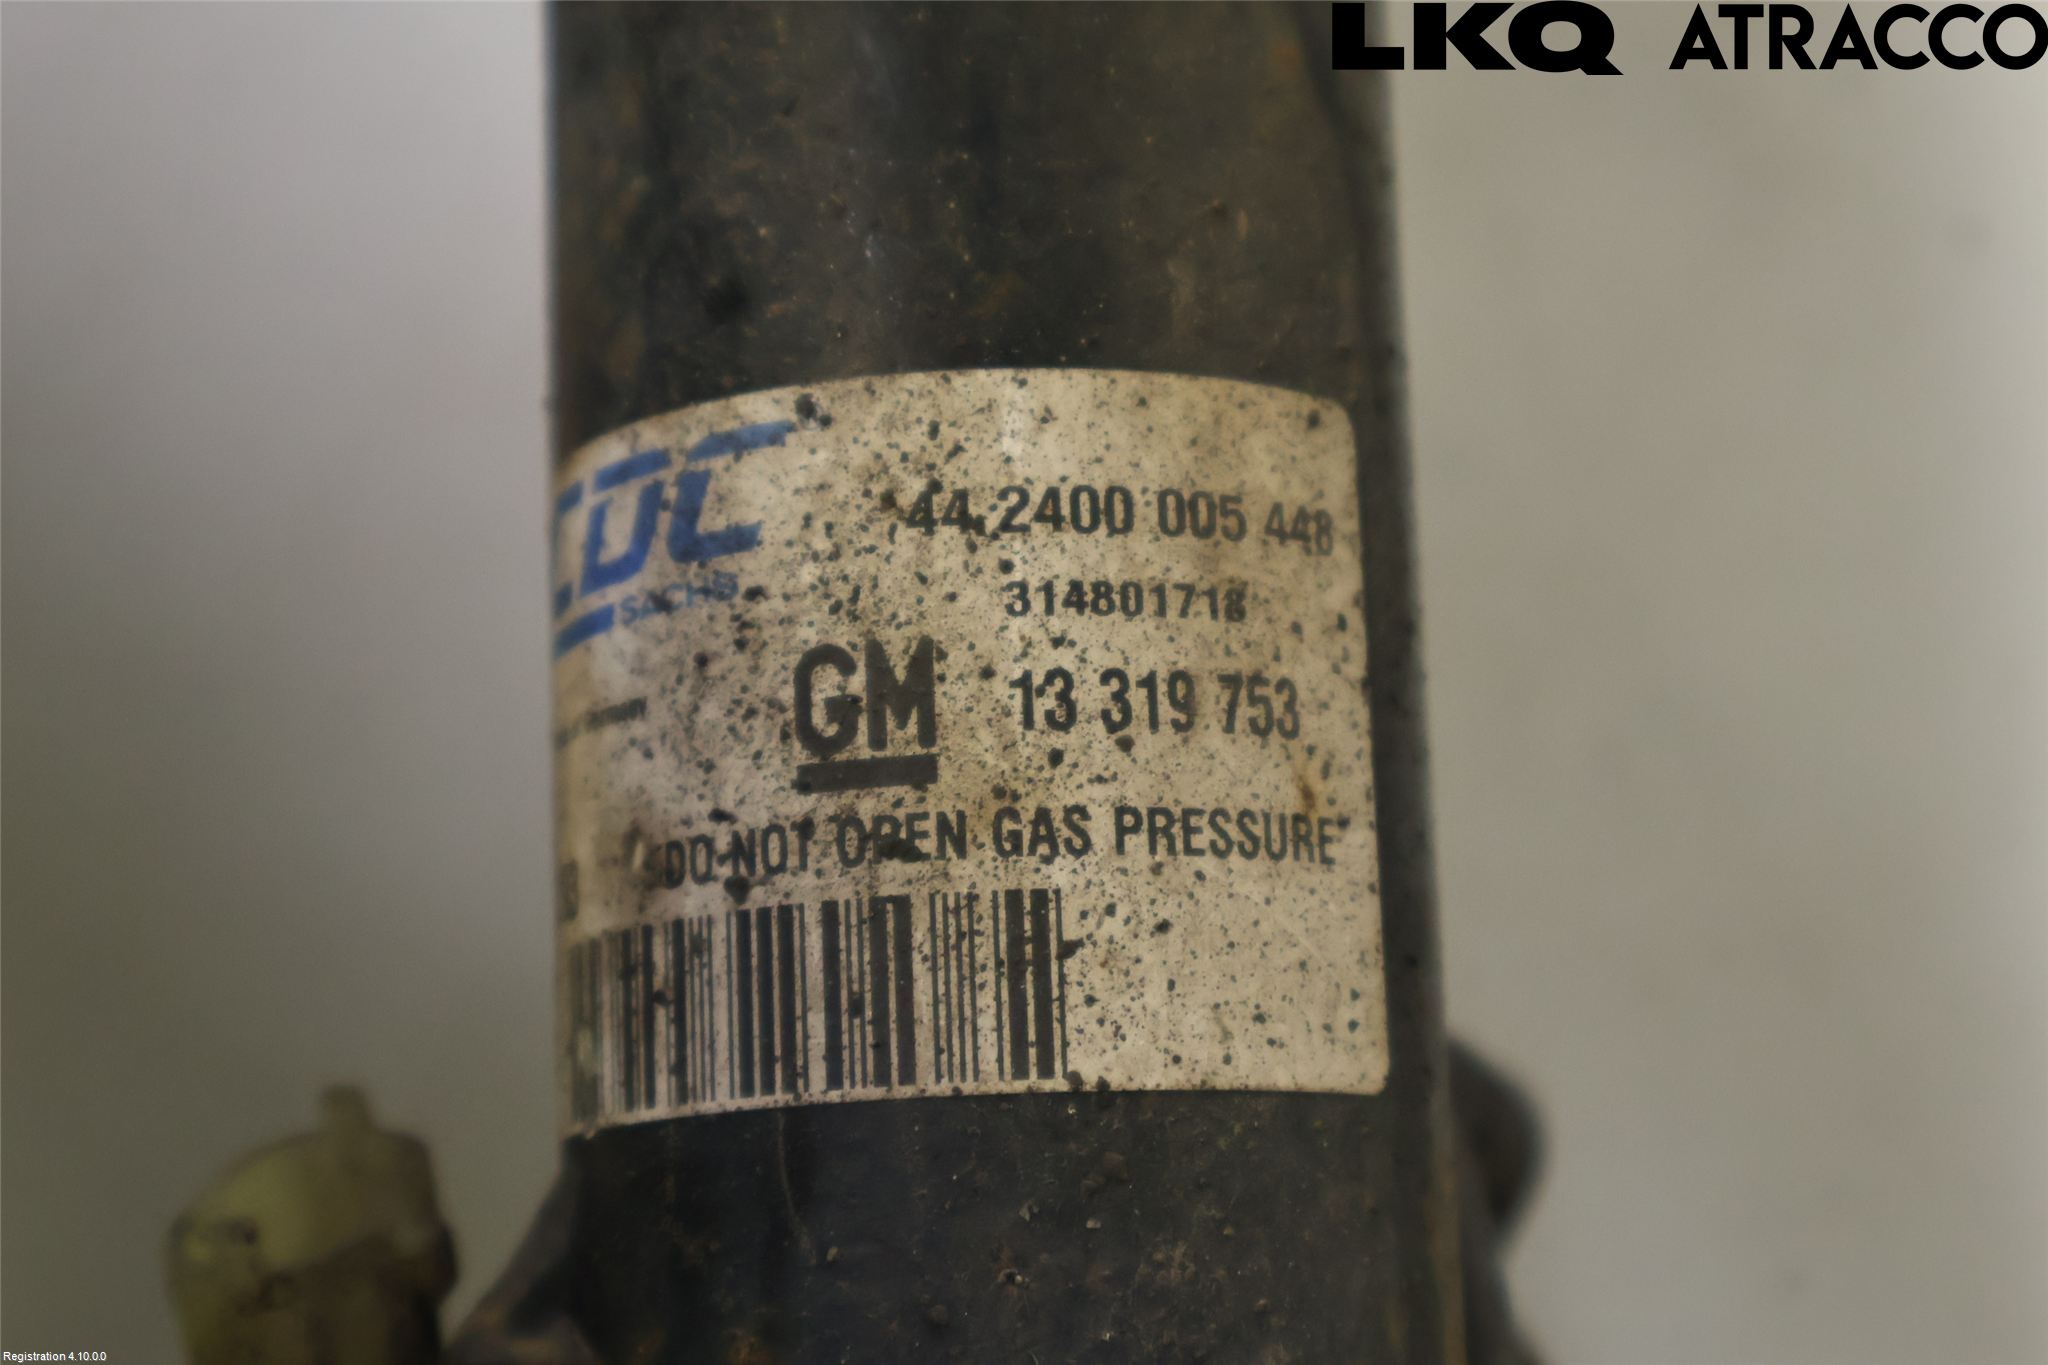 LKQ ATRACCO
CDC
SACHS
44 2400 005 448
314801718
GM 13 319 753
DO NOT OPEN GAS PRESSURE
Registration 4.10.0.0